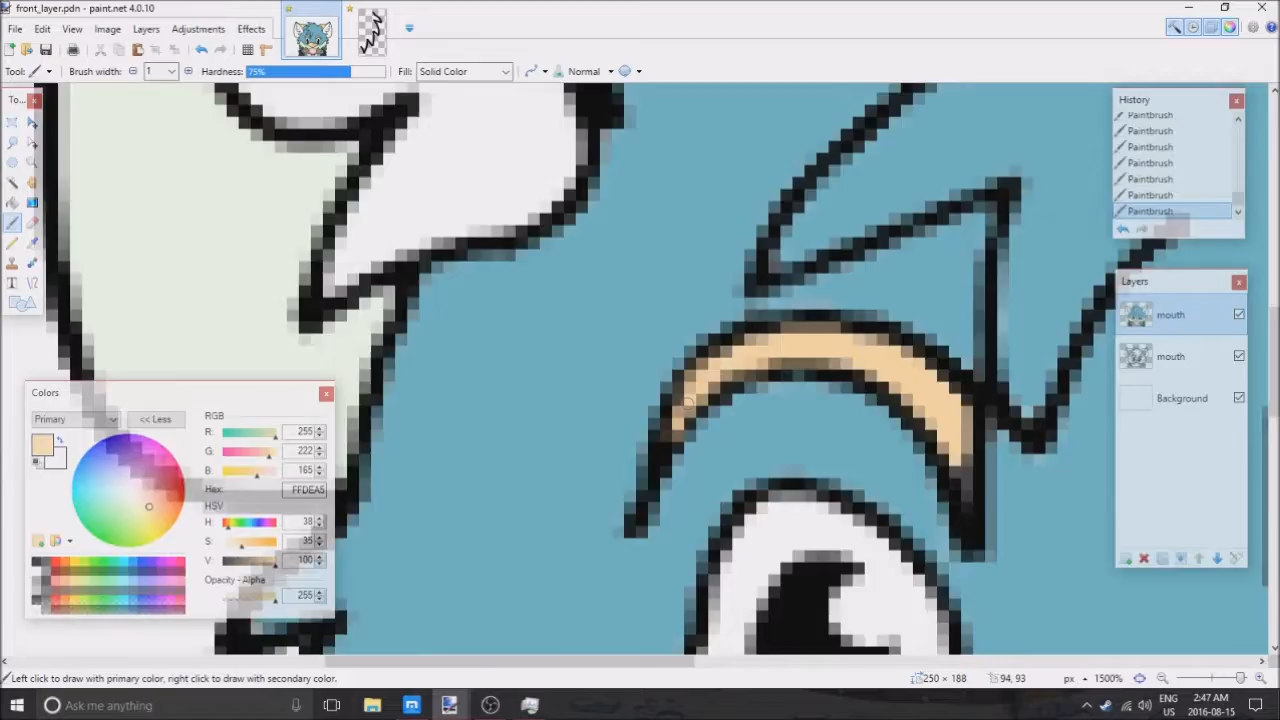 front_layer.pdn - paint.net 4.0.10
File Edit View Image Layers Adjustments Effects
Tool: Brush width: 1 Hardness: 75% Fill: Solid Color Normal
To...
History
Paintbrush
Paintbrush
Paintbrush
Paintbrush
Paintbrush
Paintbrush
Paintbrush
Layers
mouth
mouth
Background
Colors
Primary << Less
RGB
R: 255
G: 222
B: 165
Hex: FFDEA5
HSV
H: 38
S: 35
V: 100
Opacity - Alpha
255
Left click to draw with primary color, right click to draw with secondary color. 250 × 188 94, 93 px 1500%
Ask me anything
ENG 2:47 AM
US 2016-08-15